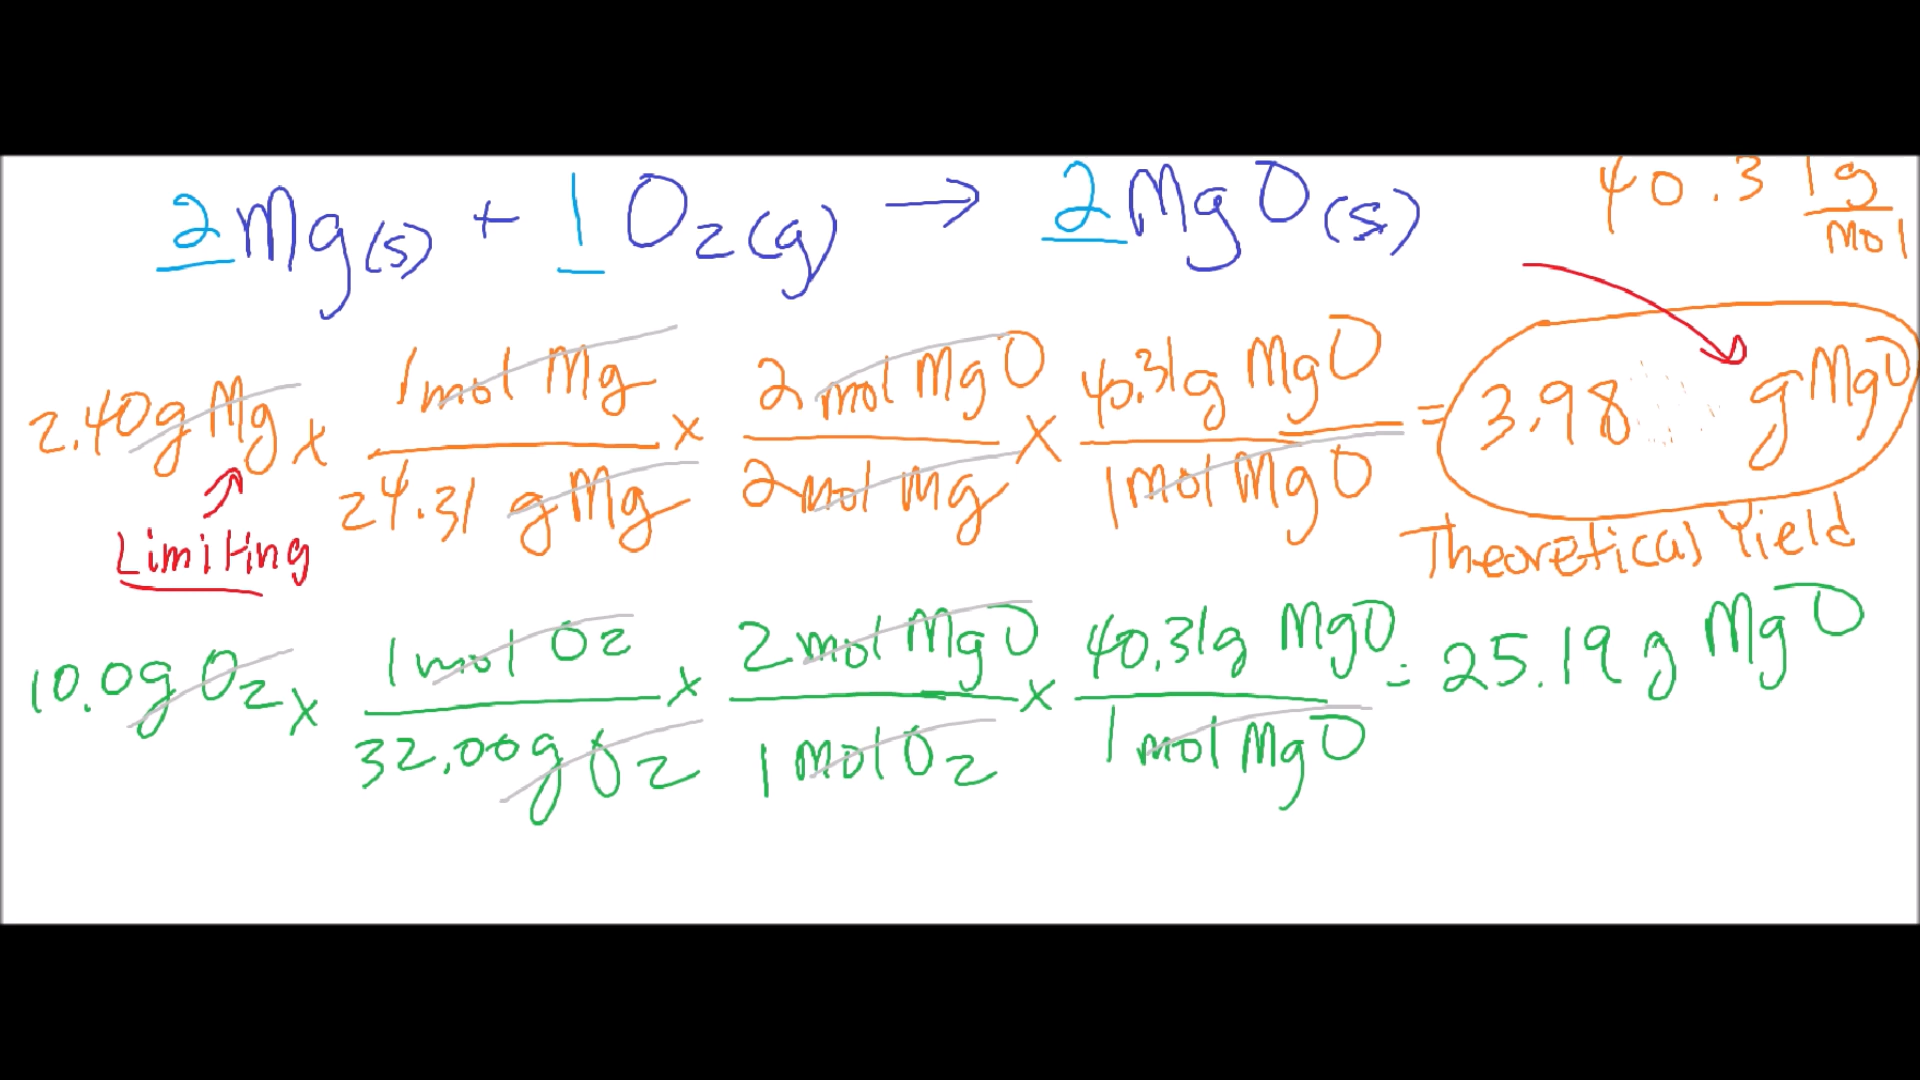 2Mg(s) + 1O2(g) → 2MgO(s) 40.31g/mol
2.40g Mg x 1mol Mg/24.31 g Mg x 2mol MgO/2mol Mg x 40.31g MgO/1mol MgO = 3.98 g MgO
Limiting
Theoretical Yield
10.0g O2 x 1mol O2/32.00g O2 x 2mol MgO/1mol O2 x 40.31g MgO/1mol MgO = 25.19g MgO